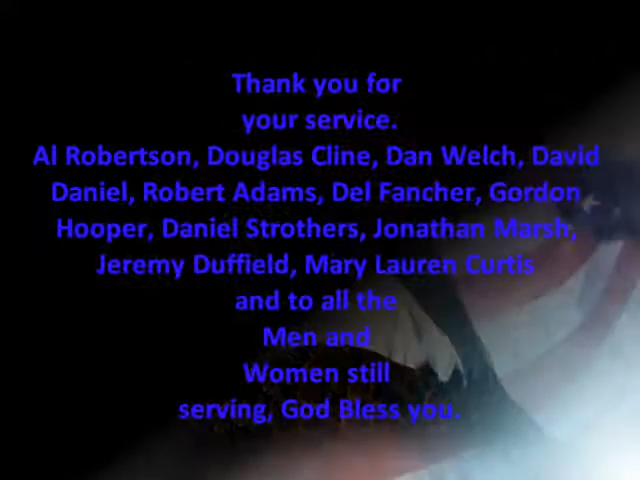 Thank you for
your service.
Al Robertson, Douglas Cline, Dan Welch, David
Daniel, Robert Adams, Del Fancher, Gordon
Hooper, Daniel Strothers, Jonathan Marsh,
Jeremy Duffield, Mary Lauren Curtis
and to all the
Men and
Women still
serving, God Bless you.